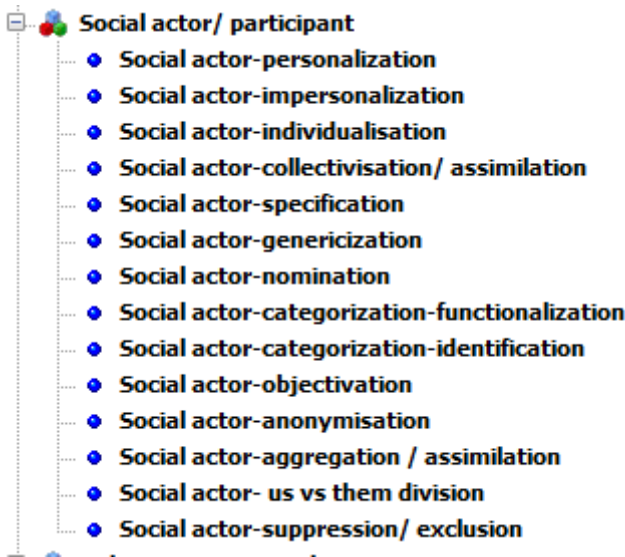 Social actor/ participant
Social actor-personalization
Social actor-impersonalization
Social actor-individualisation
Social actor-collectivisation/ assimilation
Social actor-specification
Social actor-genericization
Social actor-nomination
Social actor-categorization-functionalization
Social actor-categorization-identification
Social actor-objectivation
Social actor-anonymisation
Social actor-aggregation / assimilation
Social actor- us vs them division
Social actor-suppression/ exclusion